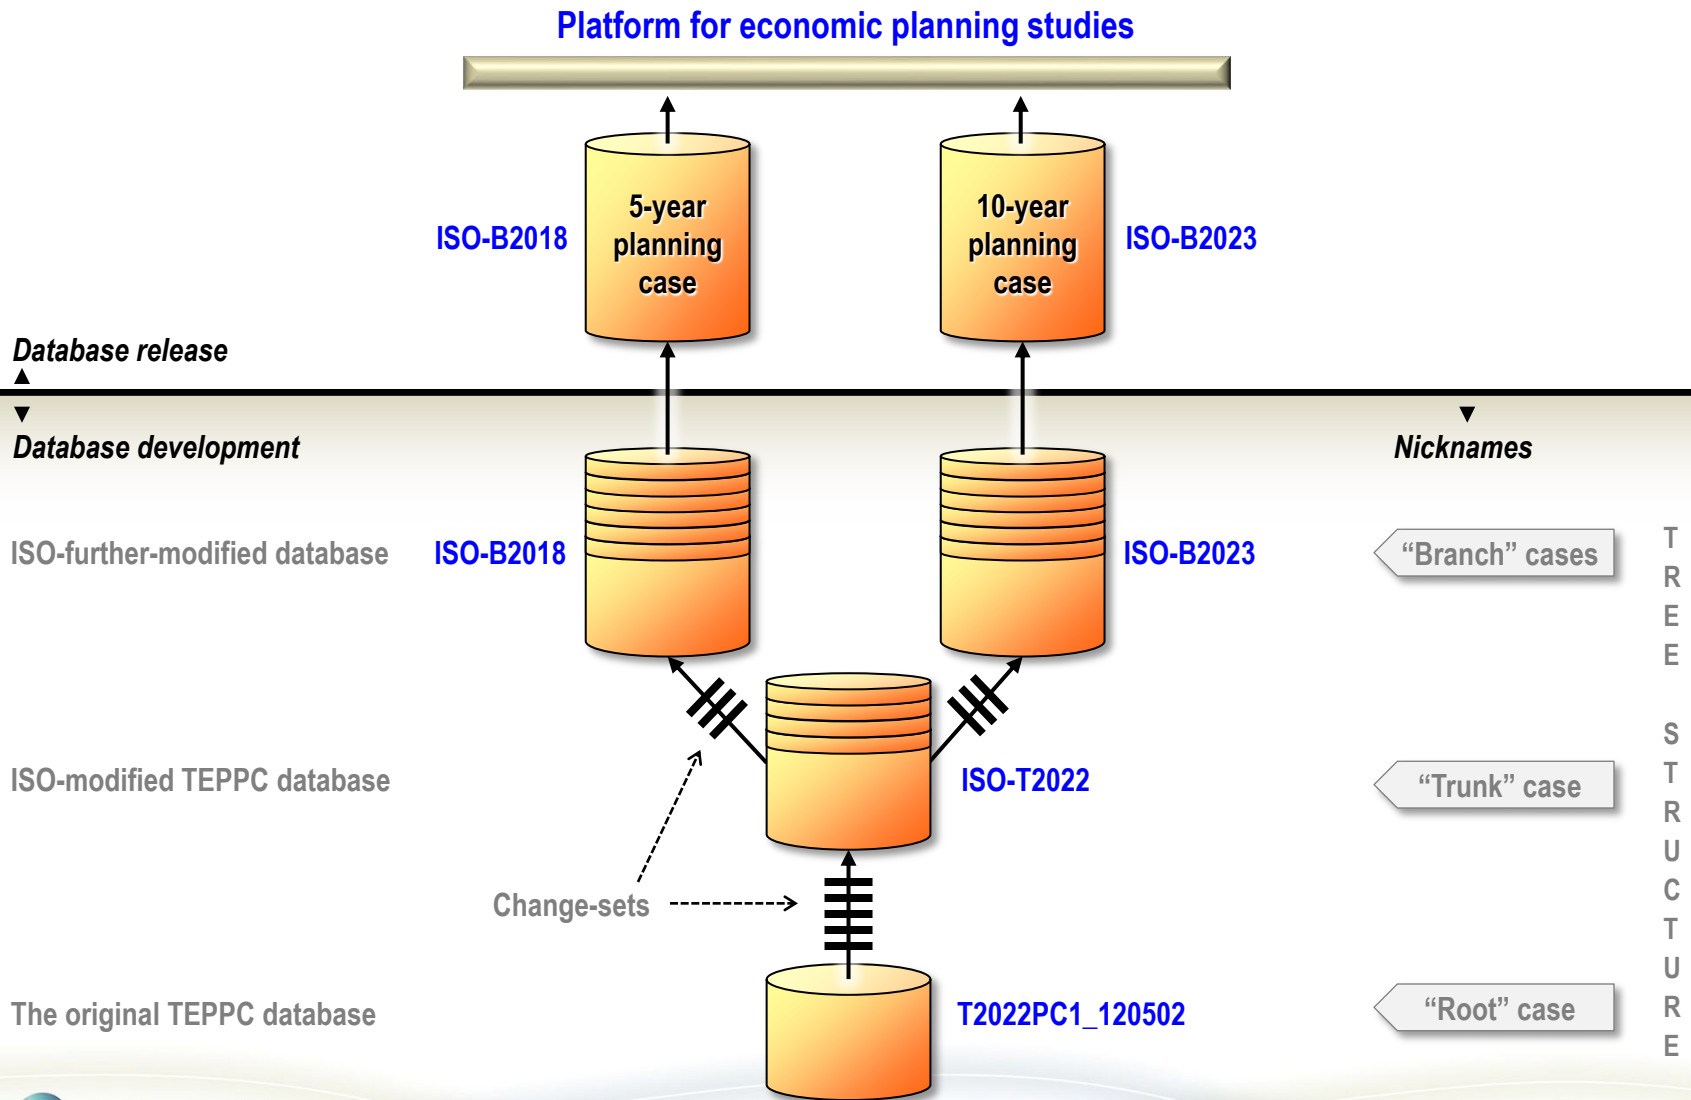 Platform for economic planning studies
5-year
planning
case
10-year
planning
case
ISO-B2018
ISO-B2023
Database release
Database development
Nicknames
ISO-further-modified database
ISO-B2018
ISO-B2023
“Branch” cases
ISO-modified TEPPC database
ISO-T2022
“Trunk” case
Change-sets
The original TEPPC database
T2022PC1_120502
“Root” case
T
R
E
E
S
T
R
U
C
T
U
R
E